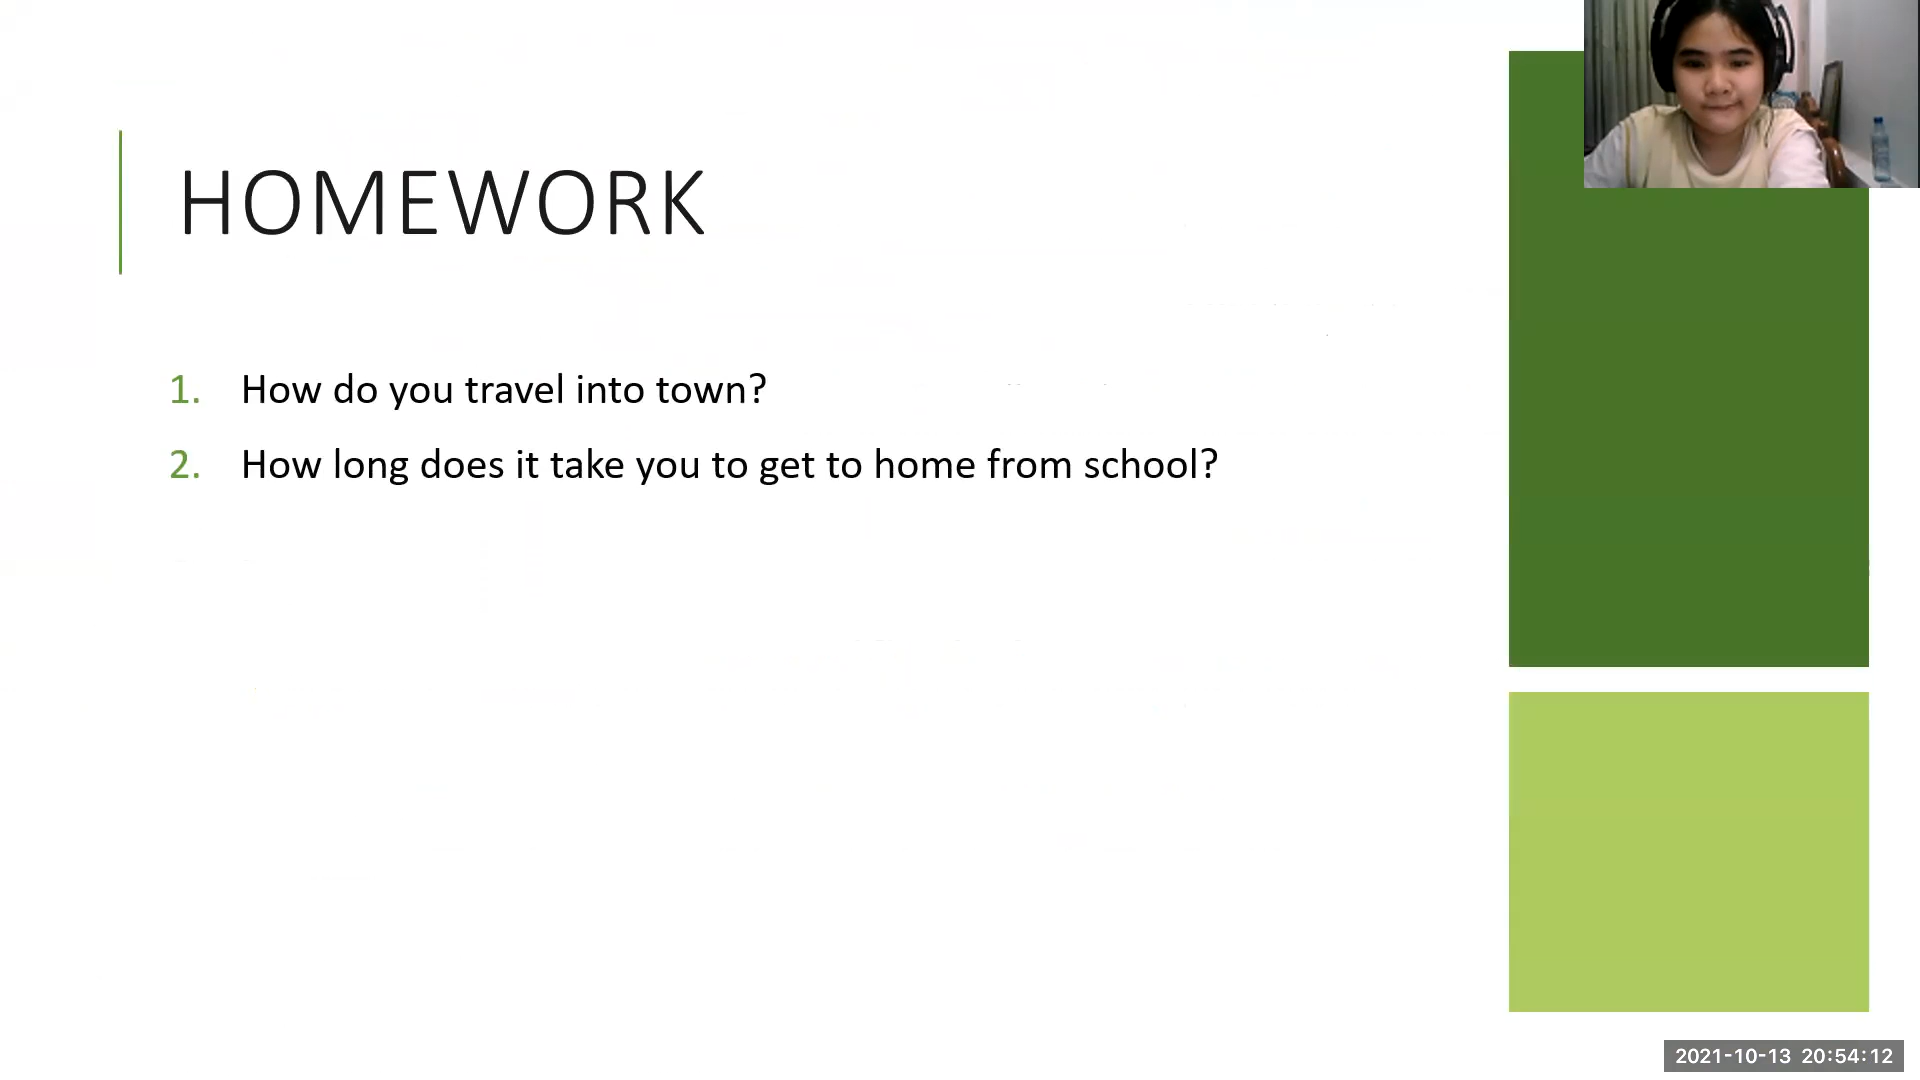 HOMEWORK
1. How do you travel into town?
2. How long does it take you to get to home from school?
2021-10-13 20:54:12